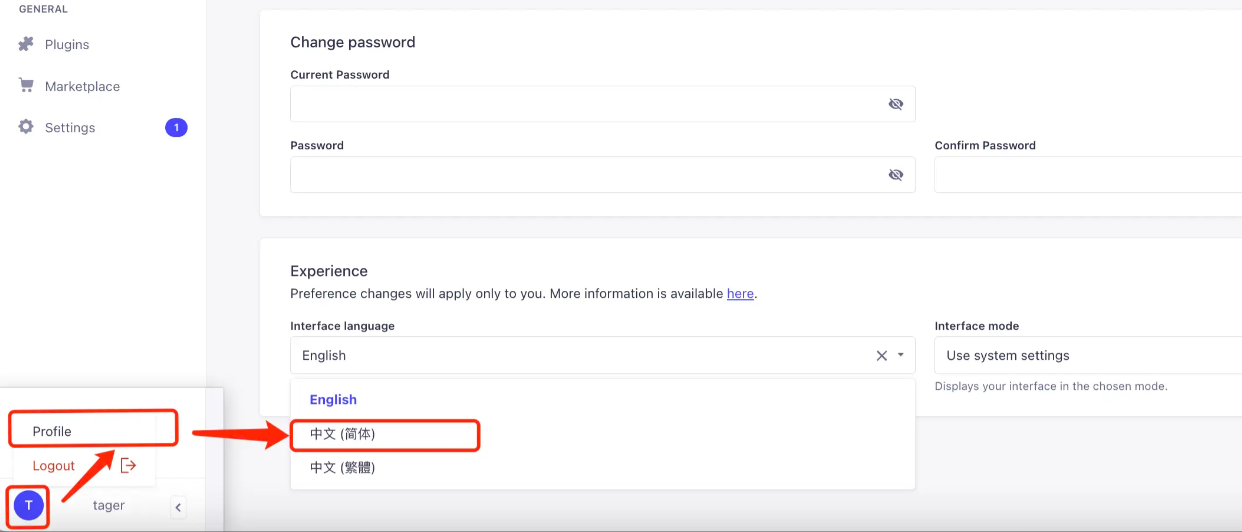 GENERAL
Plugins
Marketplace
Settings
1
Change password
Current Password
Password
Confirm Password
Experience
Preference changes will apply only to you. More information is available here.
Interface language
Interface mode
English
Use system settings
Displays your interface in the chosen mode.
English
中文 (简体)
中文 (繁體)
Profile
Logout
T
tager